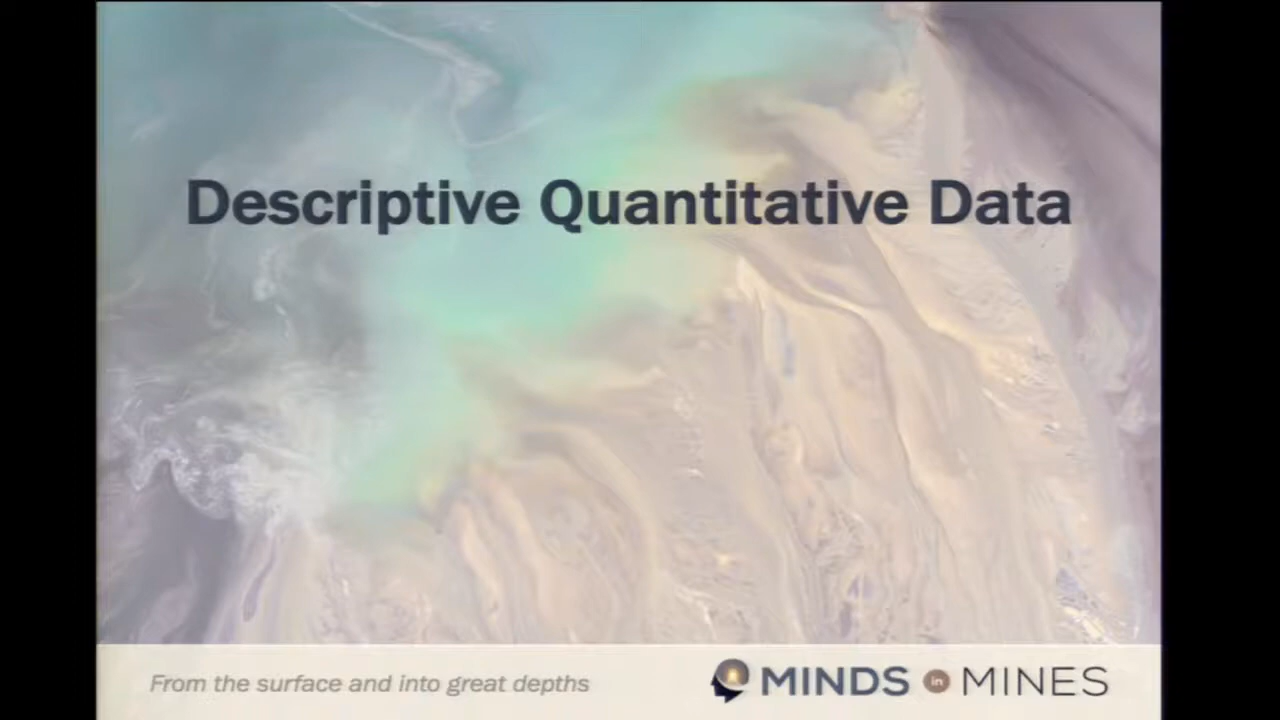 Descriptive Quantitative Data
From the surface and into great depths
MINDS in MINES